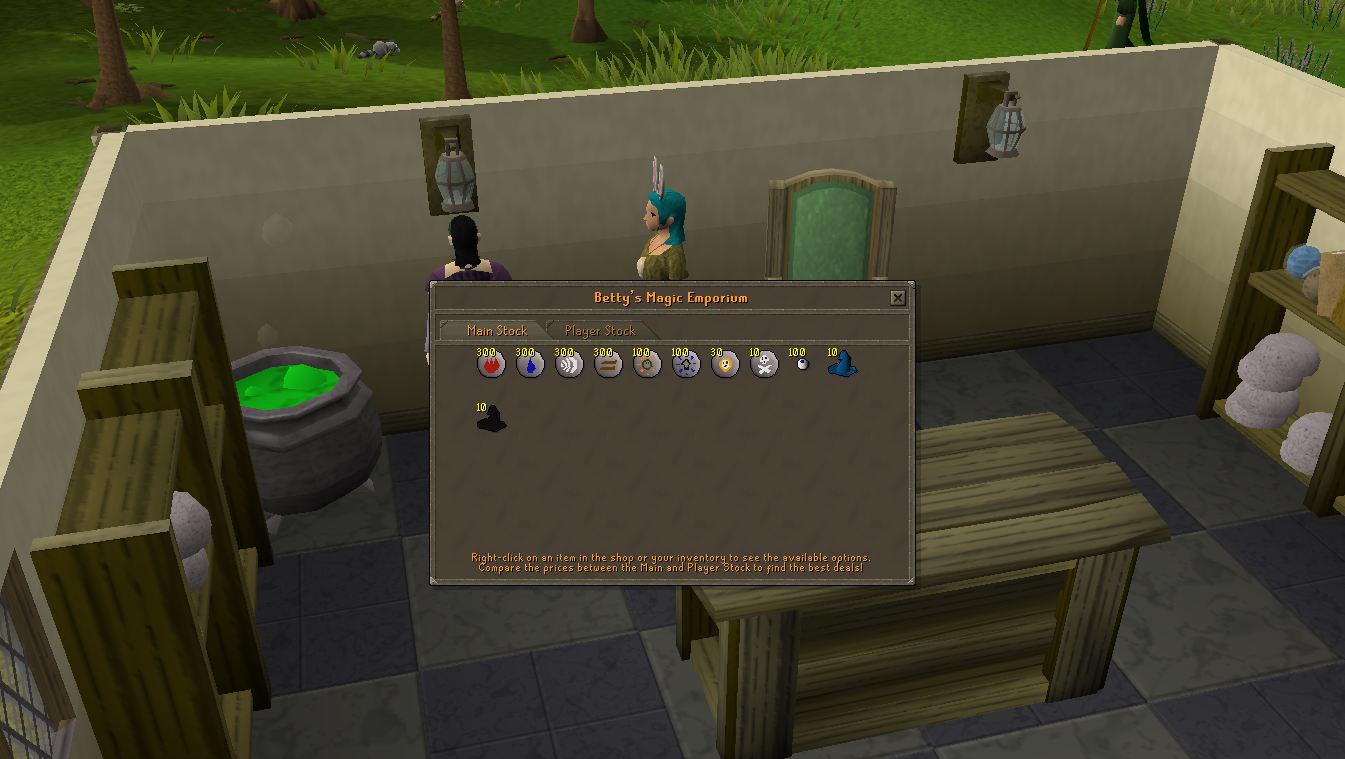 Betty's Magic Emporium
Main Stock Player Stock
300 300 300 300 100 100 30 10 100 10
10
Right-click on an item in the shop or your inventory to see the available options.
Compare the prices between the Main and Player Stock to find the best deals!